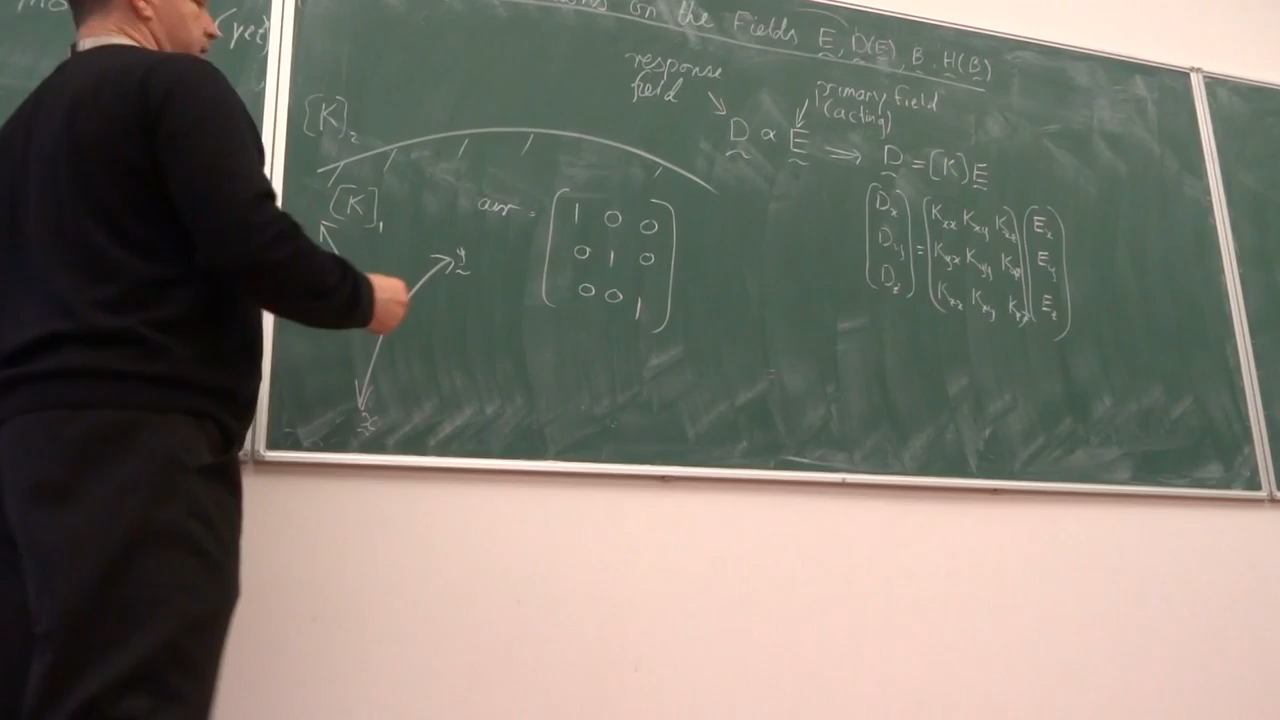 (yet)
on the Fields E, D(E), B, H(B)
response field
primary field (acting)
D ∝ E ⇒ D = [K] E
[K]₂
[K]₁
air = 
1 0 0
0 1 0
0 0 1
y
x
Dx Dy Dz = Kxx Kxy Kxz Ex
Kyx Kyy Kyz Ey
Kzx Kzy Kzz Ez